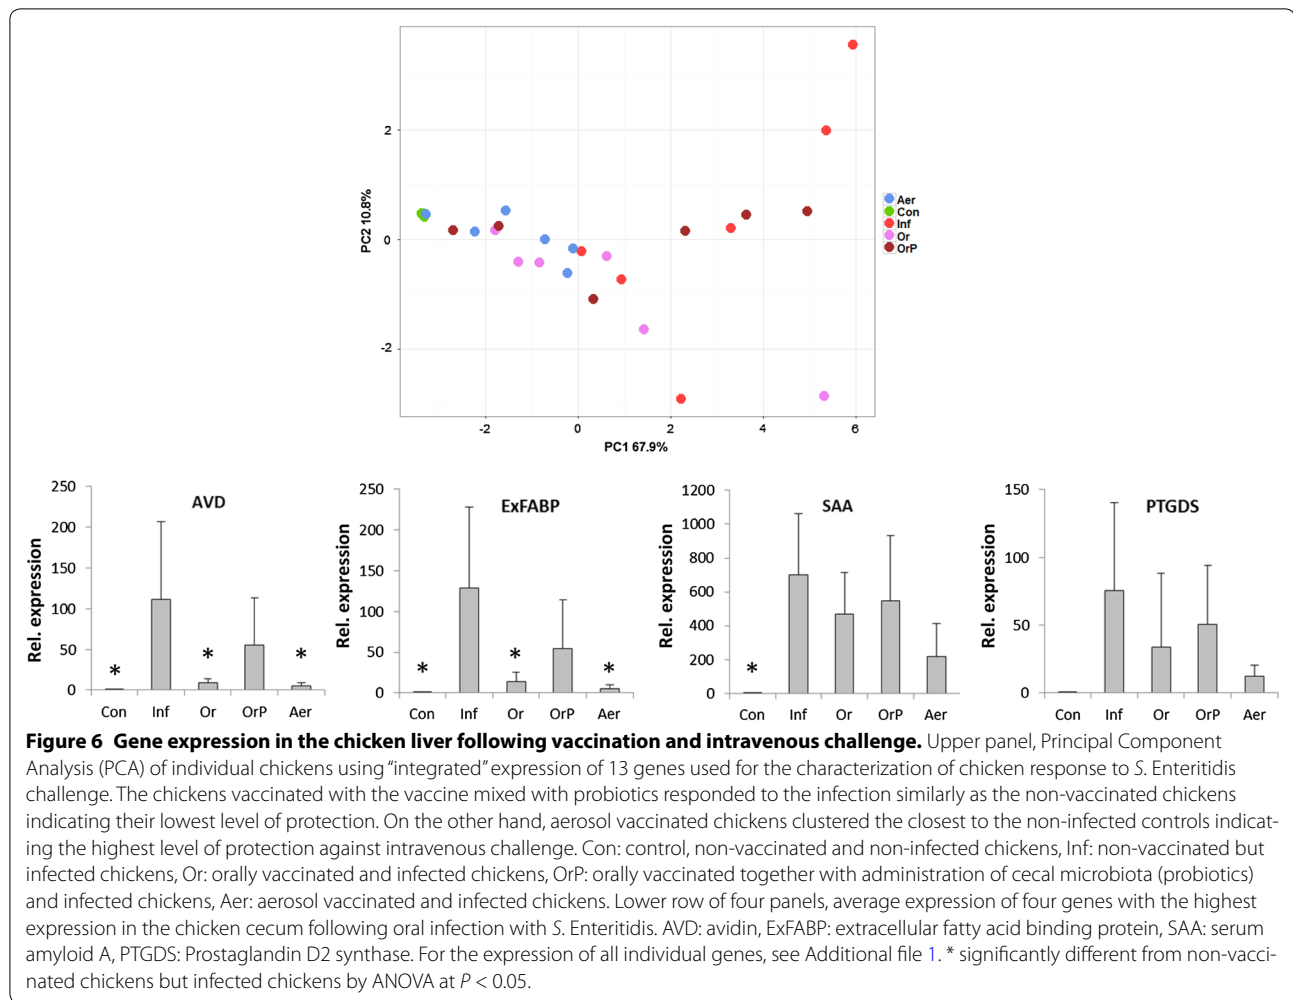 2
0
-2
PC2 10.8%
-2
0
2
4
6
PC1 67.9%
Aer
Con
Inf
Or
OrP
AVD
250
200
150
100
50
0
Rel. expression
*
*
*
Con Inf Or OrP Aer
ExFABP
250
200
150
100
50
0
Rel. expression
*
*
*
Con Inf Or OrP Aer
SAA
1200
1000
800
600
400
200
0
Rel. expression
*
Con Inf Or OrP Aer
PTGDS
150
100
50
0
Rel. expression
Con Inf Or OrP Aer
Figure 6 Gene expression in the chicken liver following vaccination and intravenous challenge. Upper panel, Principal Component
Analysis (PCA) of individual chickens using “integrated” expression of 13 genes used for the characterization of chicken response to S. Enteritidis
challenge. The chickens vaccinated with the vaccine mixed with probiotics responded to the infection similarly as the non-vaccinated chickens
indicating their lowest level of protection. On the other hand, aerosol vaccinated chickens clustered the closest to the non-infected controls indicat-
ing the highest level of protection against intravenous challenge. Con: control, non-vaccinated and non-infected chickens, Inf: non-vaccinated but
infected chickens, Or: orally vaccinated and infected chickens, OrP: orally vaccinated together with administration of cecal microbiota (probiotics)
and infected chickens, Aer: aerosol vaccinated and infected chickens. Lower row of four panels, average expression of four genes with the highest
expression in the chicken cecum following oral infection with S. Enteritidis. AVD: avidin, ExFABP: extracellular fatty acid binding protein, SAA: serum
amyloid A, PTGDS: Prostaglandin D2 synthase. For the expression of all individual genes, see Additional file 1. * significantly different from non-vacci-
nated chickens but infected chickens by ANOVA at P < 0.05.